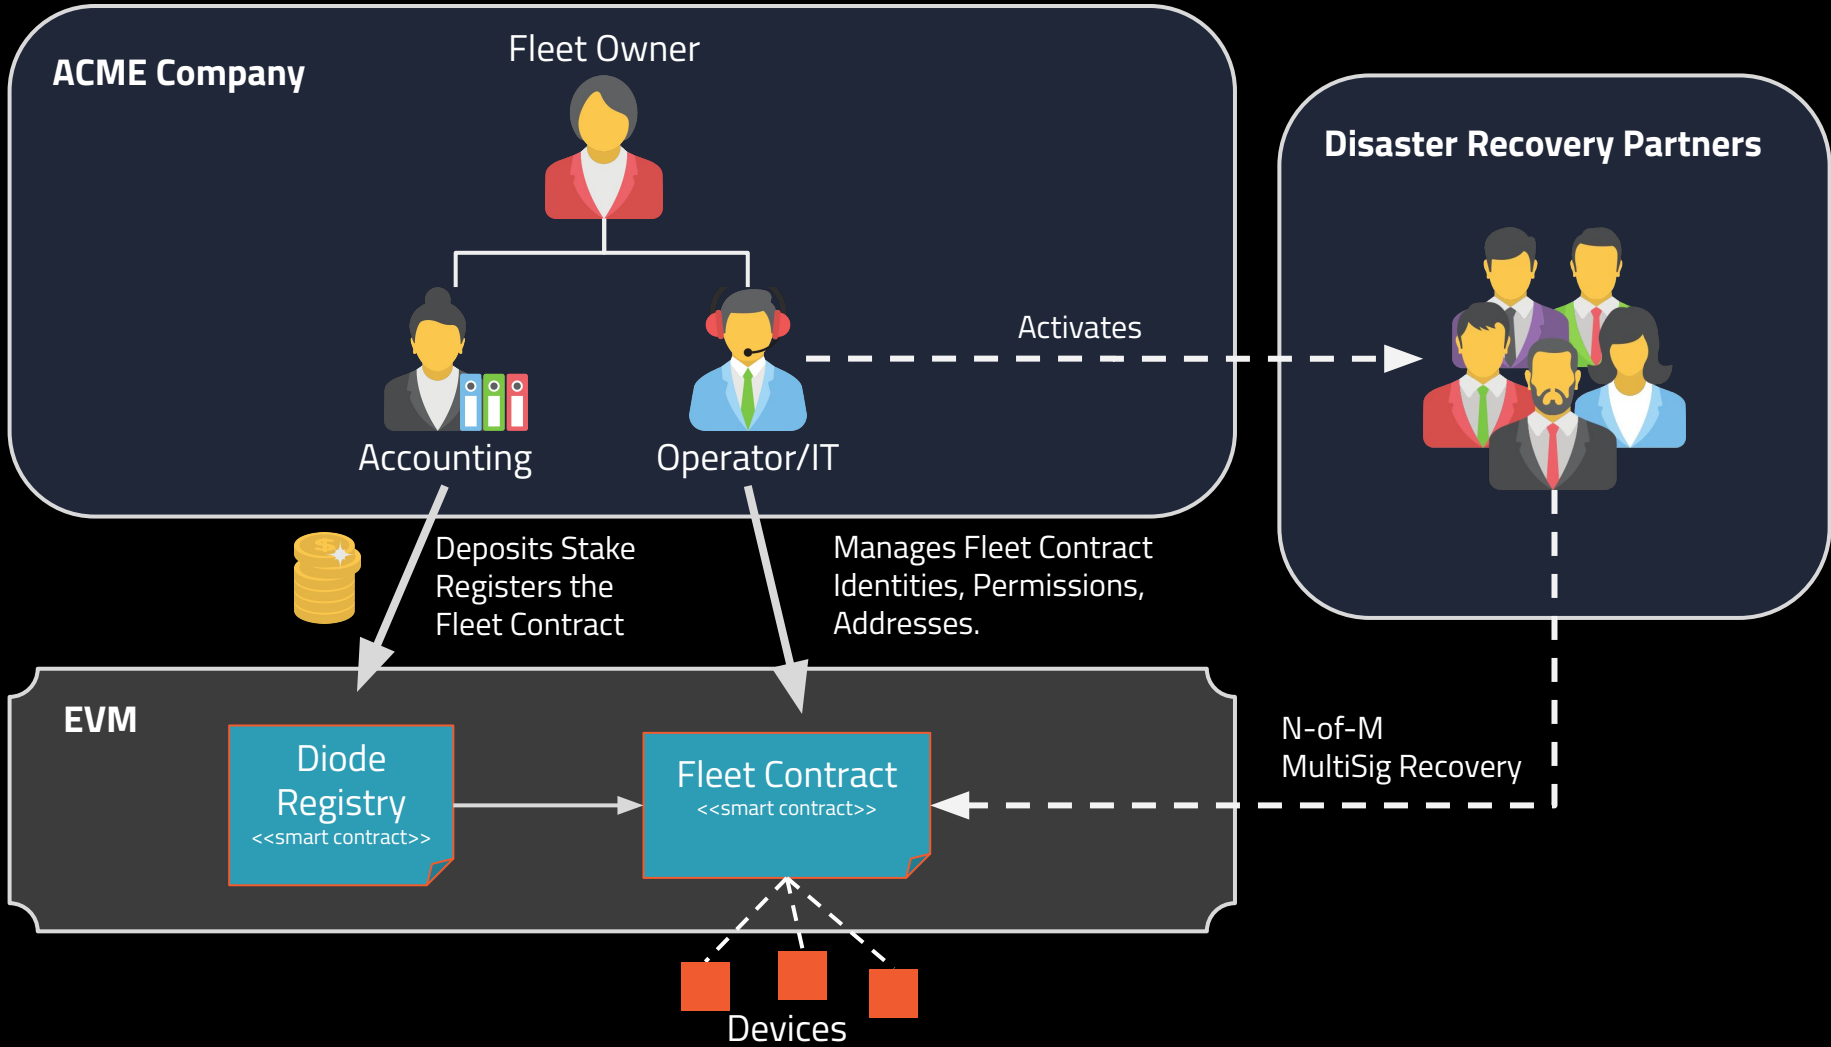 Fleet Owner
ACME Company
Disaster Recovery Partners
Activates
Accounting
Operator/IT
Deposits Stake
Registers the
Fleet Contract
Manages Fleet Contract
Identities, Permissions,
Addresses.
EVM
Diode
Registry
<<smart contract>>
Fleet Contract
<<smart contract>>
N-of-M
MultiSig Recovery
Devices